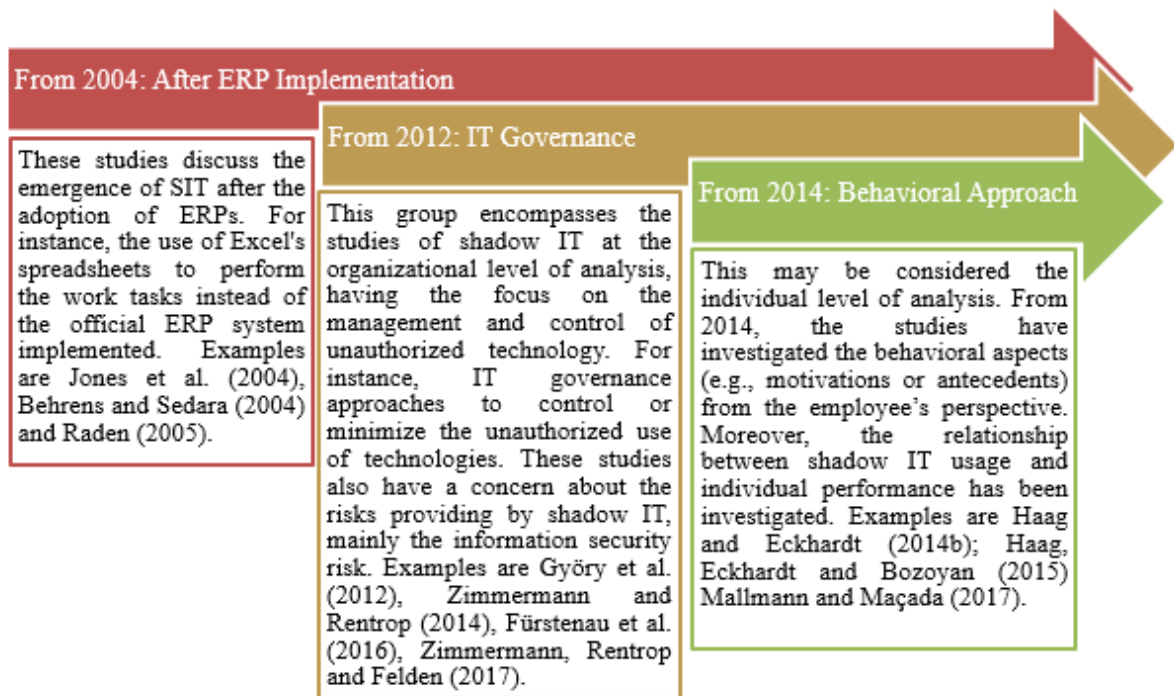 From 2004: After ERP Implementation
These studies discuss the
emergence of SIT after the
adoption of ERPs. For
instance, the use of Excel's
spreadsheets to perform
the work tasks instead of
the official ERP system
implemented. Examples
are Jones et al. (2004),
Behrens and Sedara (2004)
and Raden (2005).
From 2012: IT Governance
This group encompasses the
studies of shadow IT at the
organizational level of analysis,
having the focus on the
management and control of
unauthorized technology. For
instance, IT governance
approaches to control or
minimize the unauthorized use
of technologies. These studies
also have a concern about the
risks providing by shadow IT,
mainly the information security
risk. Examples are Györy et al.
(2012), Zimmermann and
Rentrop (2014), Fürstenau et al.
(2016), Zimmermann, Rentrop
and Felden (2017).
From 2014: Behavioral Approach
This may be considered the
individual level of analysis. From
2014, the studies have
investigated the behavioral aspects
(e.g., motivations or antecedents)
from the employee’s perspective.
Moreover, the relationship
between shadow IT usage and
individual performance has been
investigated. Examples are Haag
and Eckhardt (2014b); Haag,
Eckhardt and Bozoyan (2015)
Mallmann and Maçada (2017).